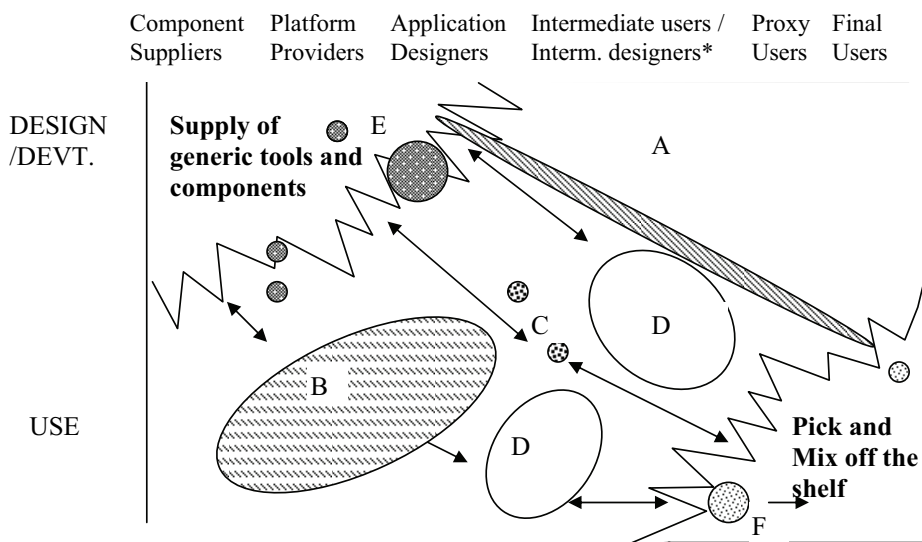 Component Platform Application Intermediate users / Proxy Final
Suppliers Providers Designers Interm. designers* Users Users
DESIGN
/DEVT.
Supply of
generic tools and
components
E
A
D
C
B
USE
D
Pick and
Mix off the
shelf
F